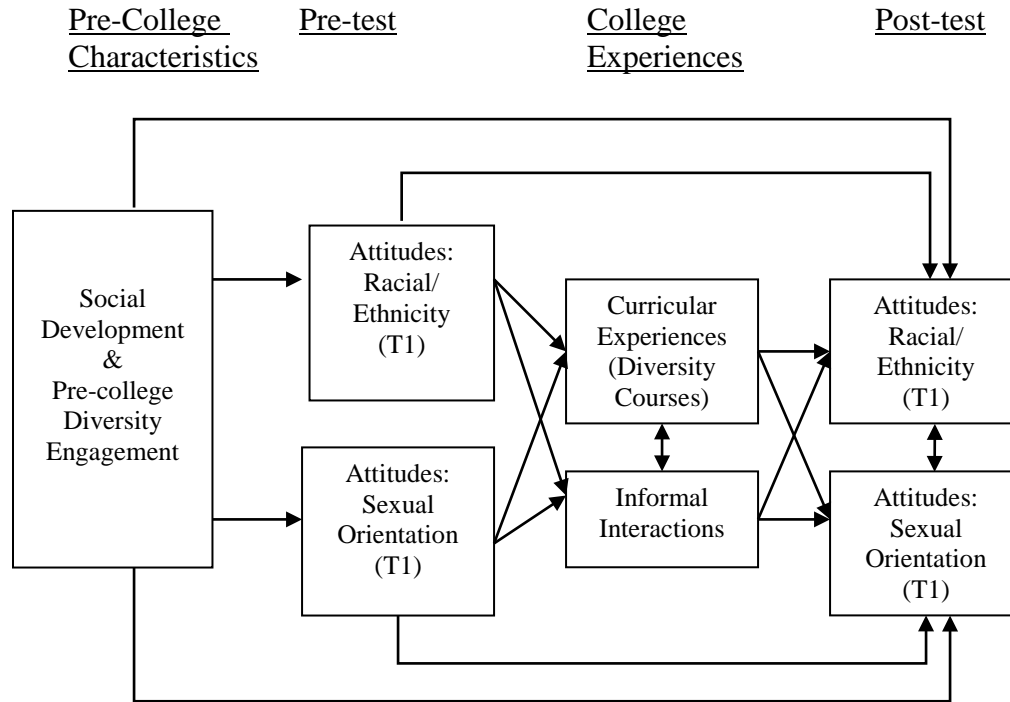 Pre-College
Characteristics
Pre-test
College
Experiences
Post-test
Social
Development
&
Pre-college
Diversity
Engagement
Attitudes:
Racial/
Ethnicity
(T1)
Attitudes:
Sexual
Orientation
(T1)
Curricular
Experiences
(Diversity
Courses)
Informal
Interactions
Attitudes:
Racial/
Ethnicity
(T1)
Attitudes:
Sexual
Orientation
(T1)